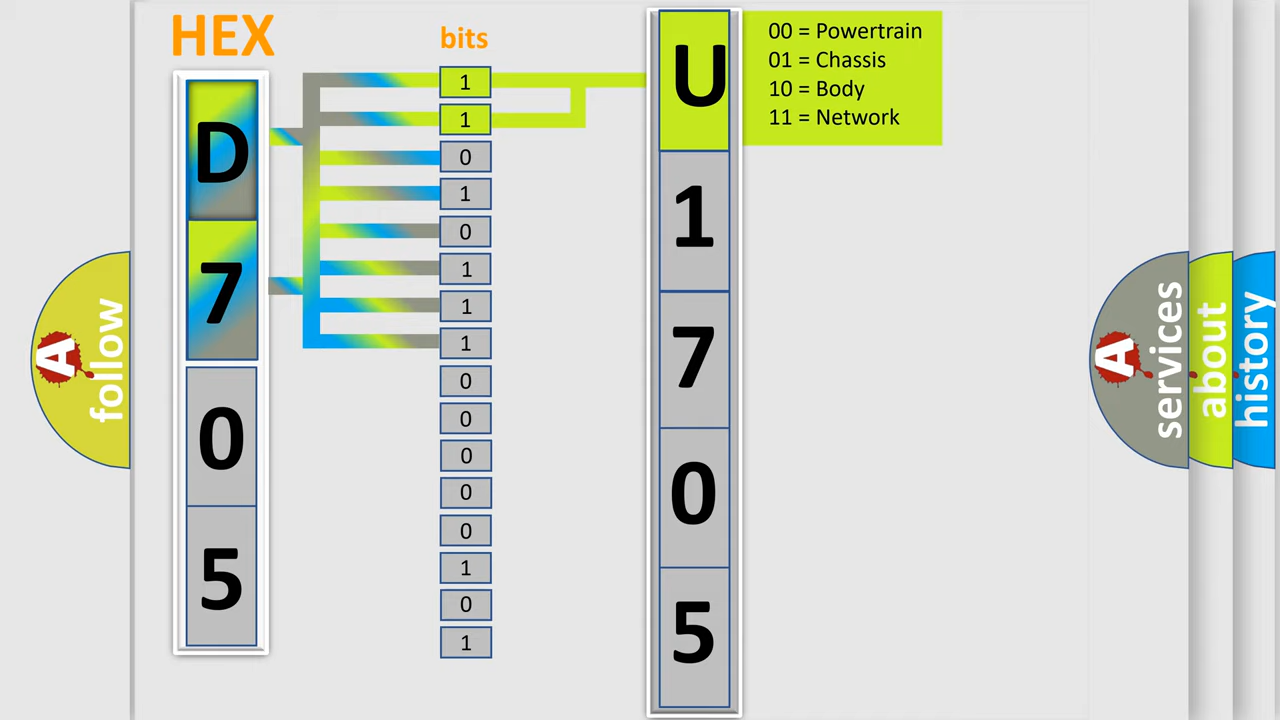 HEX
bits
D
7
0
5
1
1
0
1
0
1
1
1
0
0
0
0
0
1
0
1
U
1
7
0
5
00 = Powertrain
01 = Chassis
10 = Body
11 = Network
A
follow
A
services
about
history